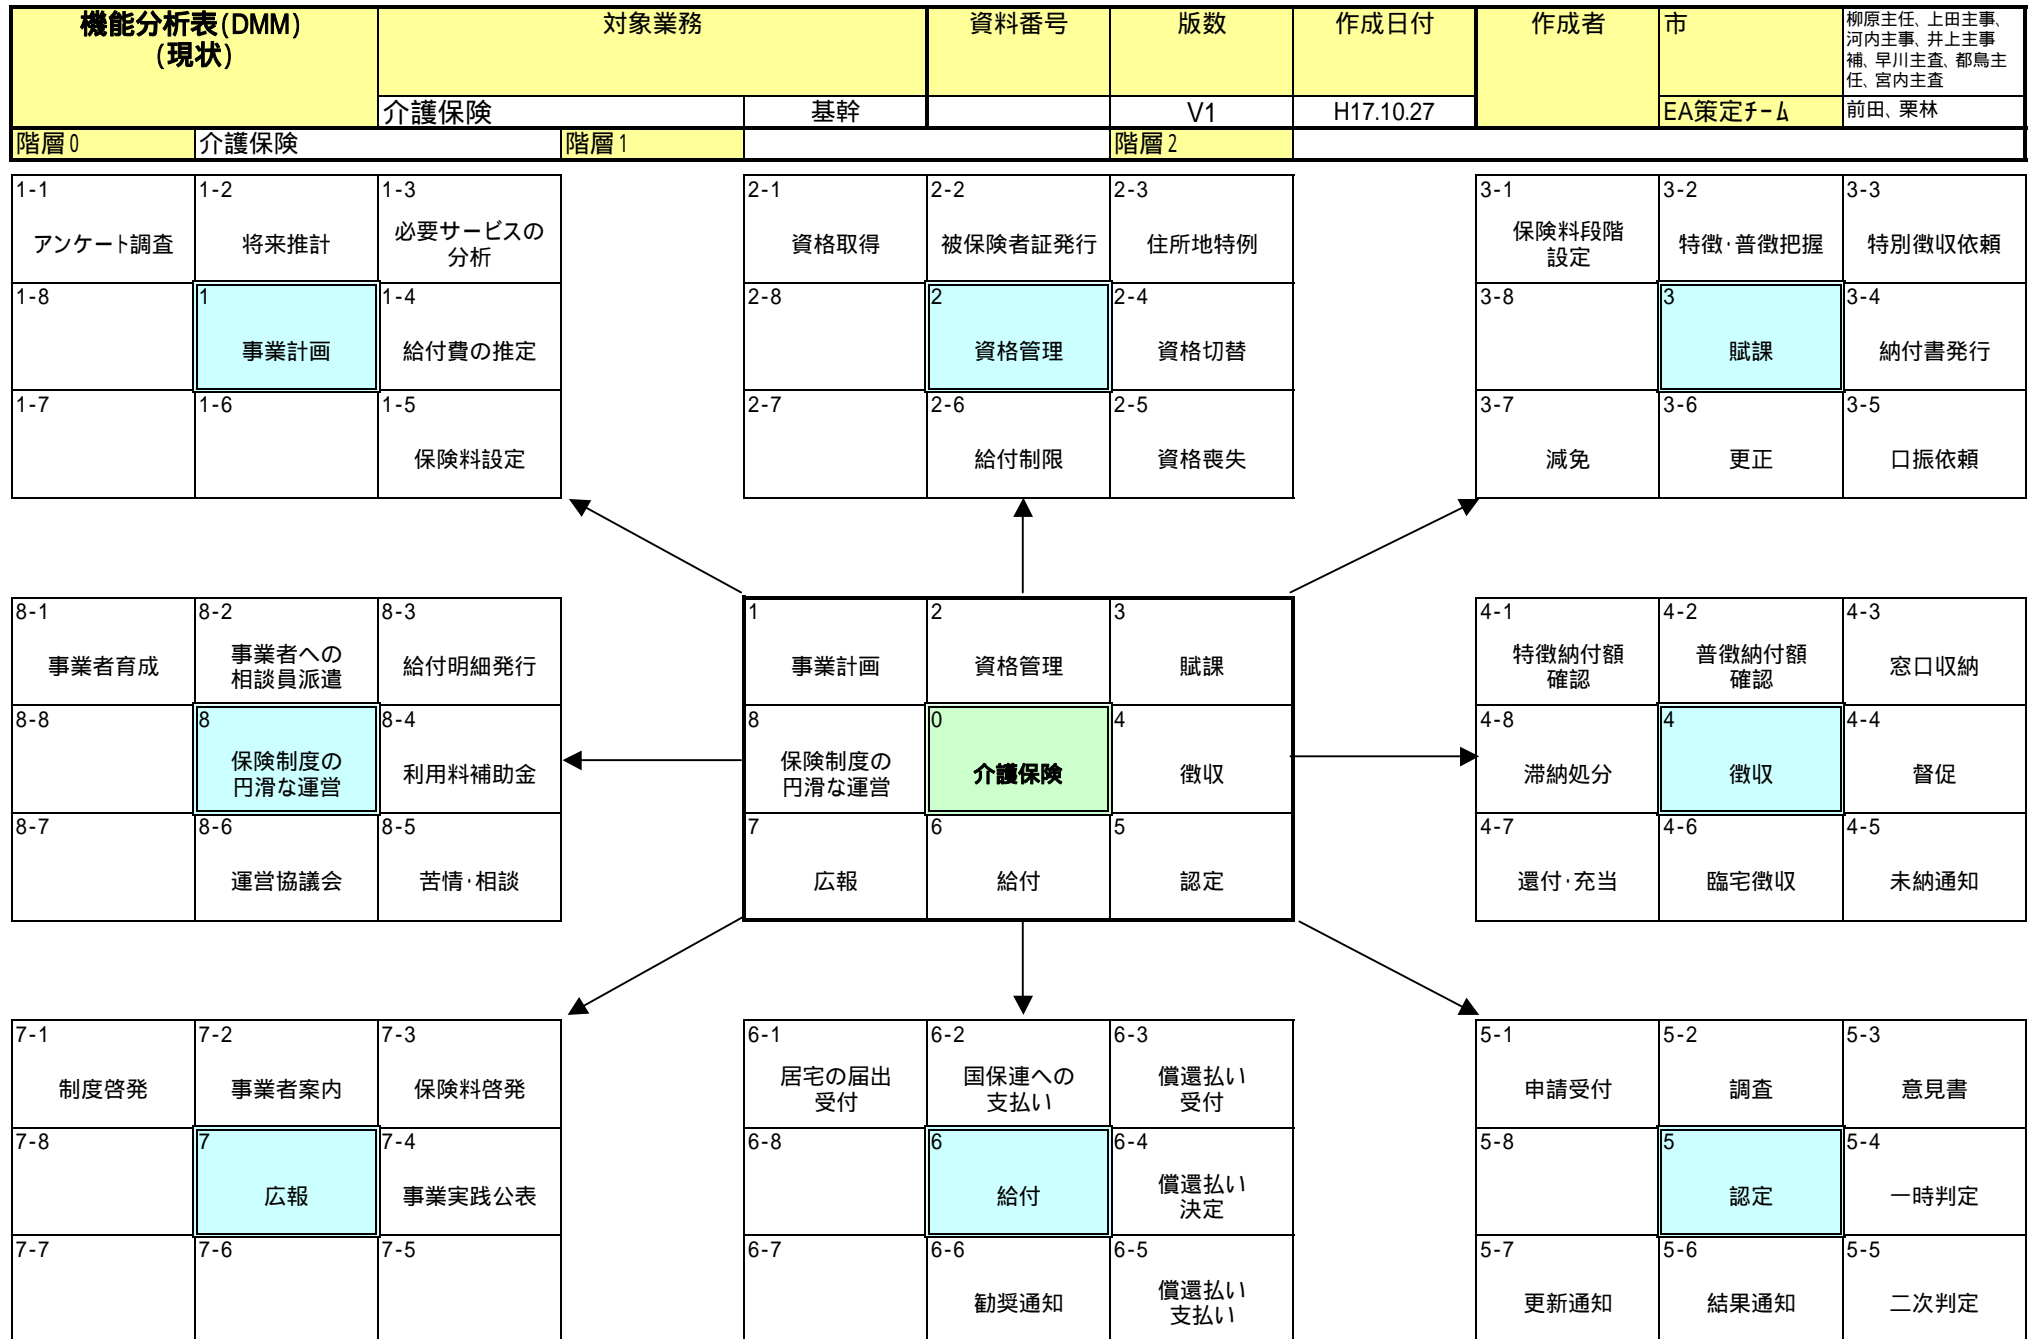 機能分析表(DMM)
(現状)
対象業務
資料番号
版数
作成日付
作成者
市
柳原主任、上田主事、
河内主事、井上主事
補、早川主査、都鳥主
任、宮内主査
介護保険
基幹
V1
H17.10.27
EA策定チーム
前田、栗林
階層0
介護保険
階層1
階層2
1-1
アンケート調査
1-2
将来推計
1-3
必要サービスの
分析
1-8
1
事業計画
1-4
給付費の推定
1-7
1-6
1-5
保険料設定
2-1
資格取得
2-2
被保険者証発行
2-3
住所地特例
2-8
2
資格管理
2-4
資格切替
2-7
2-6
給付制限
2-5
資格喪失
3-1
保険料段階
設定
3-2
特徴・普徴把握
3-3
特別徴収依頼
3-8
3
賦課
3-4
納付書発行
3-7
減免
3-6
更正
3-5
口振依頼
8-1
事業者育成
8-2
事業者への
相談員派遣
8-3
給付明細発行
8-8
8
保険制度の
円滑な運営
8-4
利用料補助金
8-7
8-6
運営協議会
8-5
苦情・相談
1
事業計画
2
資格管理
3
賦課
8
保険制度の
円滑な運営
0
介護保険
4
徴収
7
広報
6
給付
5
認定
4-1
特徴納付額
確認
4-2
普徴納付額
確認
4-3
窓口収納
4-8
滞納処分
4
徴収
4-4
督促
4-7
還付・充当
4-6
臨宅徴収
4-5
未納通知
7-1
制度啓発
7-2
事業者案内
7-3
保険料啓発
7-8
7
広報
7-4
事業実践公表
7-7
7-6
7-5
6-1
居宅の届出
受付
6-2
国保連への
支払い
6-3
償還払い
受付
6-8
6
給付
6-4
償還払い
決定
6-7
6-6
勧奨通知
6-5
償還払い
支払い
5-1
申請受付
5-2
調査
5-3
意見書
5-8
5
認定
5-4
一時判定
5-7
更新通知
5-6
結果通知
5-5
二次判定